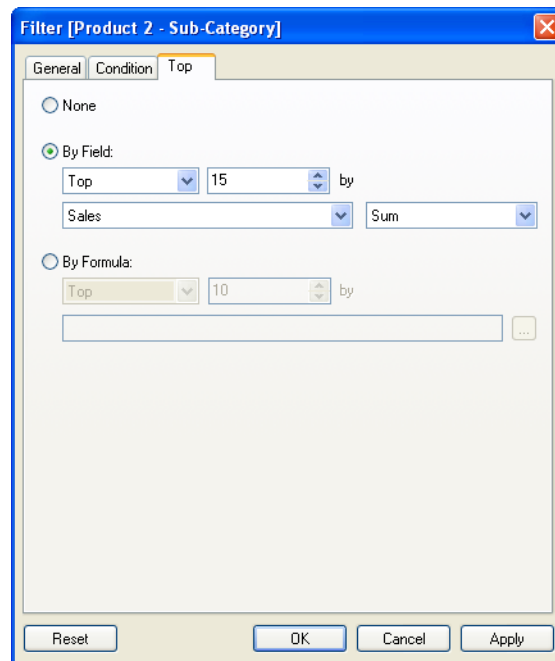 Filter [Product 2 - Sub-Category]
General Condition Top
None
By Field:
Top 15 by
Sales Sum
By Formula:
Top 10 by
...
Reset OK Cancel Apply